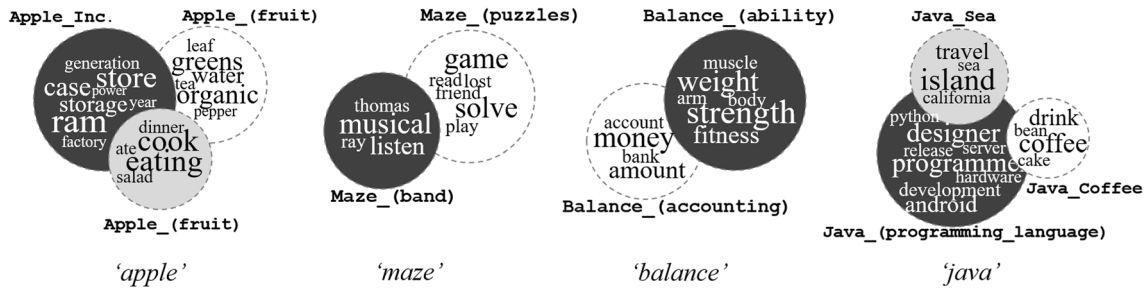 Apple_Inc.
Apple_(fruit)
generation
store
case
power
storage
year
ram
factory
leaf
greens
water
tea
organic
pepper
dinner
cook
ate
eating
salad
Apple_(fruit)
'apple'
Maze_(puzzles)
game
read lost
friend
solve
play
thomas
musical
ray listen
Maze_(band)
'maze'
Balance_(ability)
muscle
weight
arm body
strength
fitness
account
money
bank
amount
Balance_(accounting)
'balance'
Java_Sea
travel
sea
island
california
python
designer
release server
programme
hardware
development
android
drink
bean
coffee
cake
Java_Coffee
Java_(programming_language)
'java'